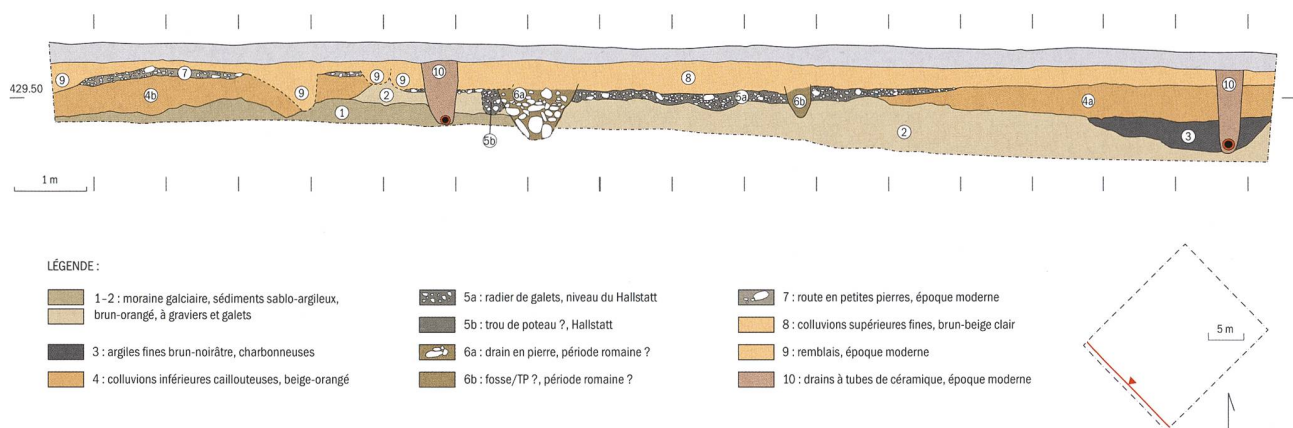 10
10
9
7
9
9
9
6a
8
429.50
4b
2
5a
6b
4a
1
2
3
5b
1 m
LÉGENDE :
1-2 : moraine galciaire, sédiments sablo-argileux,
brun-orangé, à graviers et galets
3 : argiles fines brun-noirâtre, charbonneuses
4 : colluvions inférieures caillouteuses, beige-orangé
5a : radier de galets, niveau du Hallstatt
5b : trou de poteau ?, Hallstatt
6a : drain en pierre, période romaine ?
6b : fosse/TP ?, période romaine ?
7 : route en petites pierres, époque moderne
8 : colluvions supérieures fines, brun-beige clair
9 : remblais, époque moderne
10 : drains à tubes de céramique, époque moderne
5 m